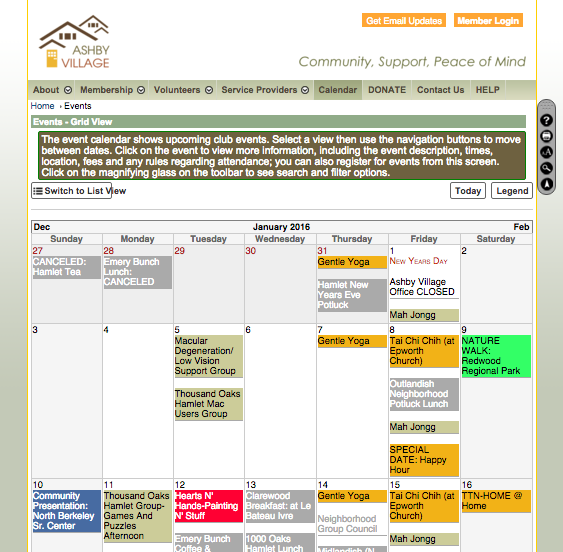 Get Email Updates Member Login
ASHBY
VILLAGE
Community, Support, Peace of Mind
About Membership Volunteers Service Providers Calendar DONATE Contact Us HELP
Home › Events
Events - Grid View
The event calendar shows upcoming club events. Select a view then use the navigation buttons to move
between dates. Click on the event to view more information, including the event description, times,
location, fees and any rules regarding attendance; you can also register for events from this screen.
Click on the magnifying glass on the toolbar to see search and filter options.
Switch to List View Today Legend
Dec January 2016 Feb
Sunday Monday Tuesday Wednesday Thursday Friday Saturday
27
CANCELED:
Hamlet Tea
28
Emery Bunch
Lunch:
CANCELED
29
30
31
Gentle Yoga
Hamlet New
Years Eve
Potluck
1
NEW YEARS DAY
Ashby Village
Office CLOSED
Mah Jongg
2
3
4
5
Macular
Degeneration/
Low Vision
Support Group
Thousand Oaks
Hamlet Mac
Users Group
6
7
Gentle Yoga
8
Tai Chi Chih (at
Epworth
Church)
Outlandish
Neighborhood
Potluck Lunch
Mah Jongg
SPECIAL
DATE: Happy
Hour
9
NATURE
WALK:
Redwood
Regional Park
10
Community
Presentation:
North Berkeley
Sr. Center
11
Thousand Oaks
Hamlet Group-
Games And
Puzzles
Afternoon
12
Hearts N'
Hands-Painting
N' Stuff
Emery Bunch
Coffee &
13
Clarewood
Breakfast: at Le
Bateau Ivre
1000 Oaks
Hamlet Lunch
14
Gentle Yoga
Neighborhood
Group Council
Midlandish (N.
15
Tai Chi Chih (at
Epworth
Church)
Mah Jongg
16
TTN-HOME @
Home